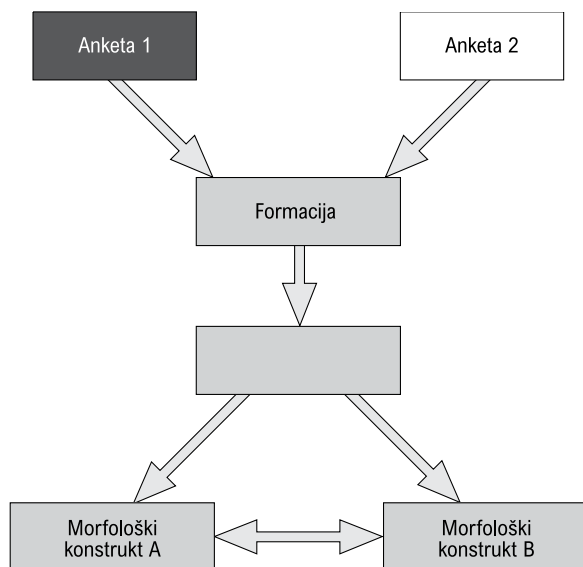 Anketa 1
Anketa 2
Formacija
Morfološki
konstrukt A
Morfološki
konstrukt B